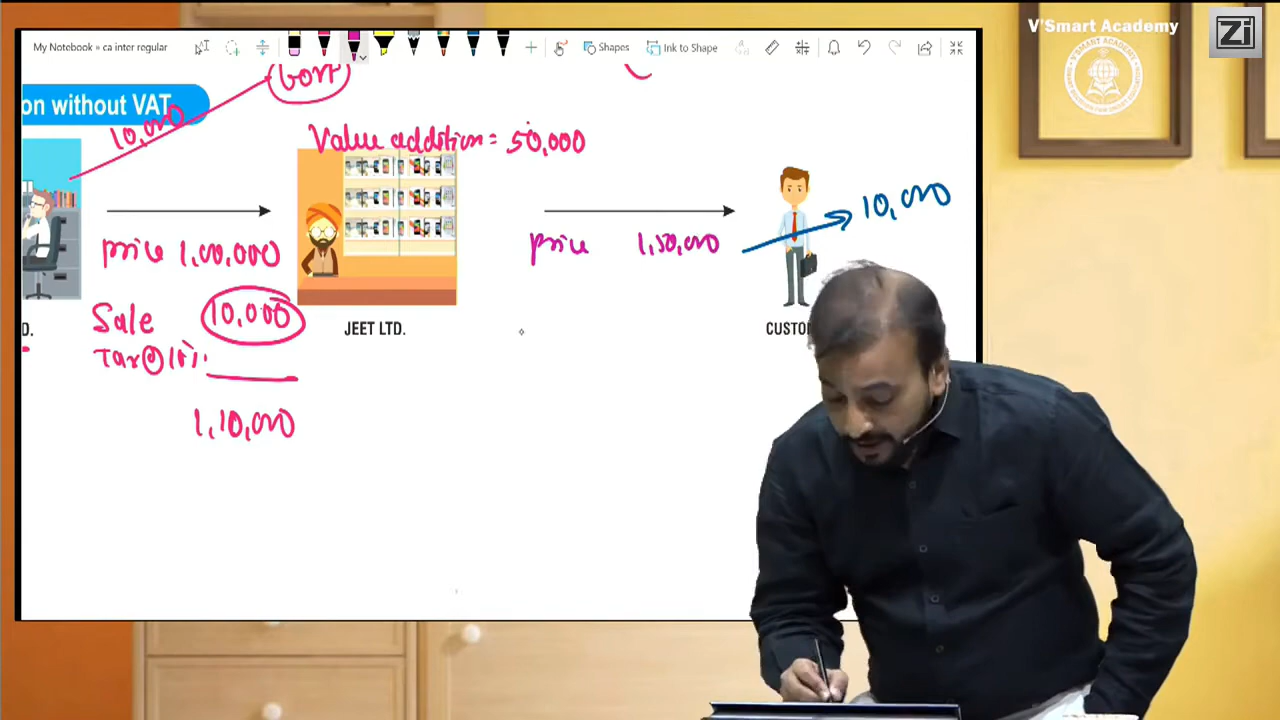 V'Smart Academy
Zi
My Notebook » ca inter regular
Shapes
Ink to Shape
Govt
on without VAT
10,000
Value addition = 50,000
10,000
price 1,00,000
price 1,50,000
Sale 10,000
Tax@10%
D.
JEET LTD.
CUSTO
1,10,000